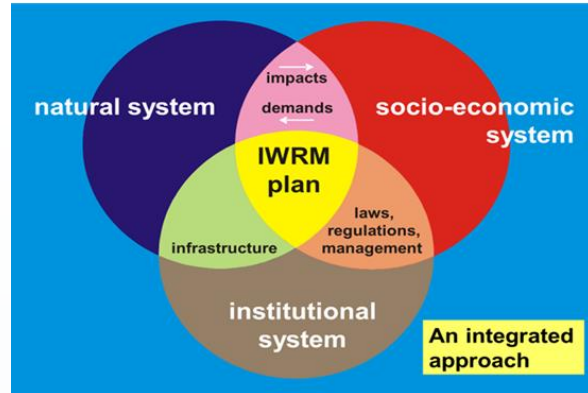 natural system
impacts
demands
socio-economic
system
IWRM
plan
infrastructure
laws,
regulations,
management
institutional
system
An integrated
approach